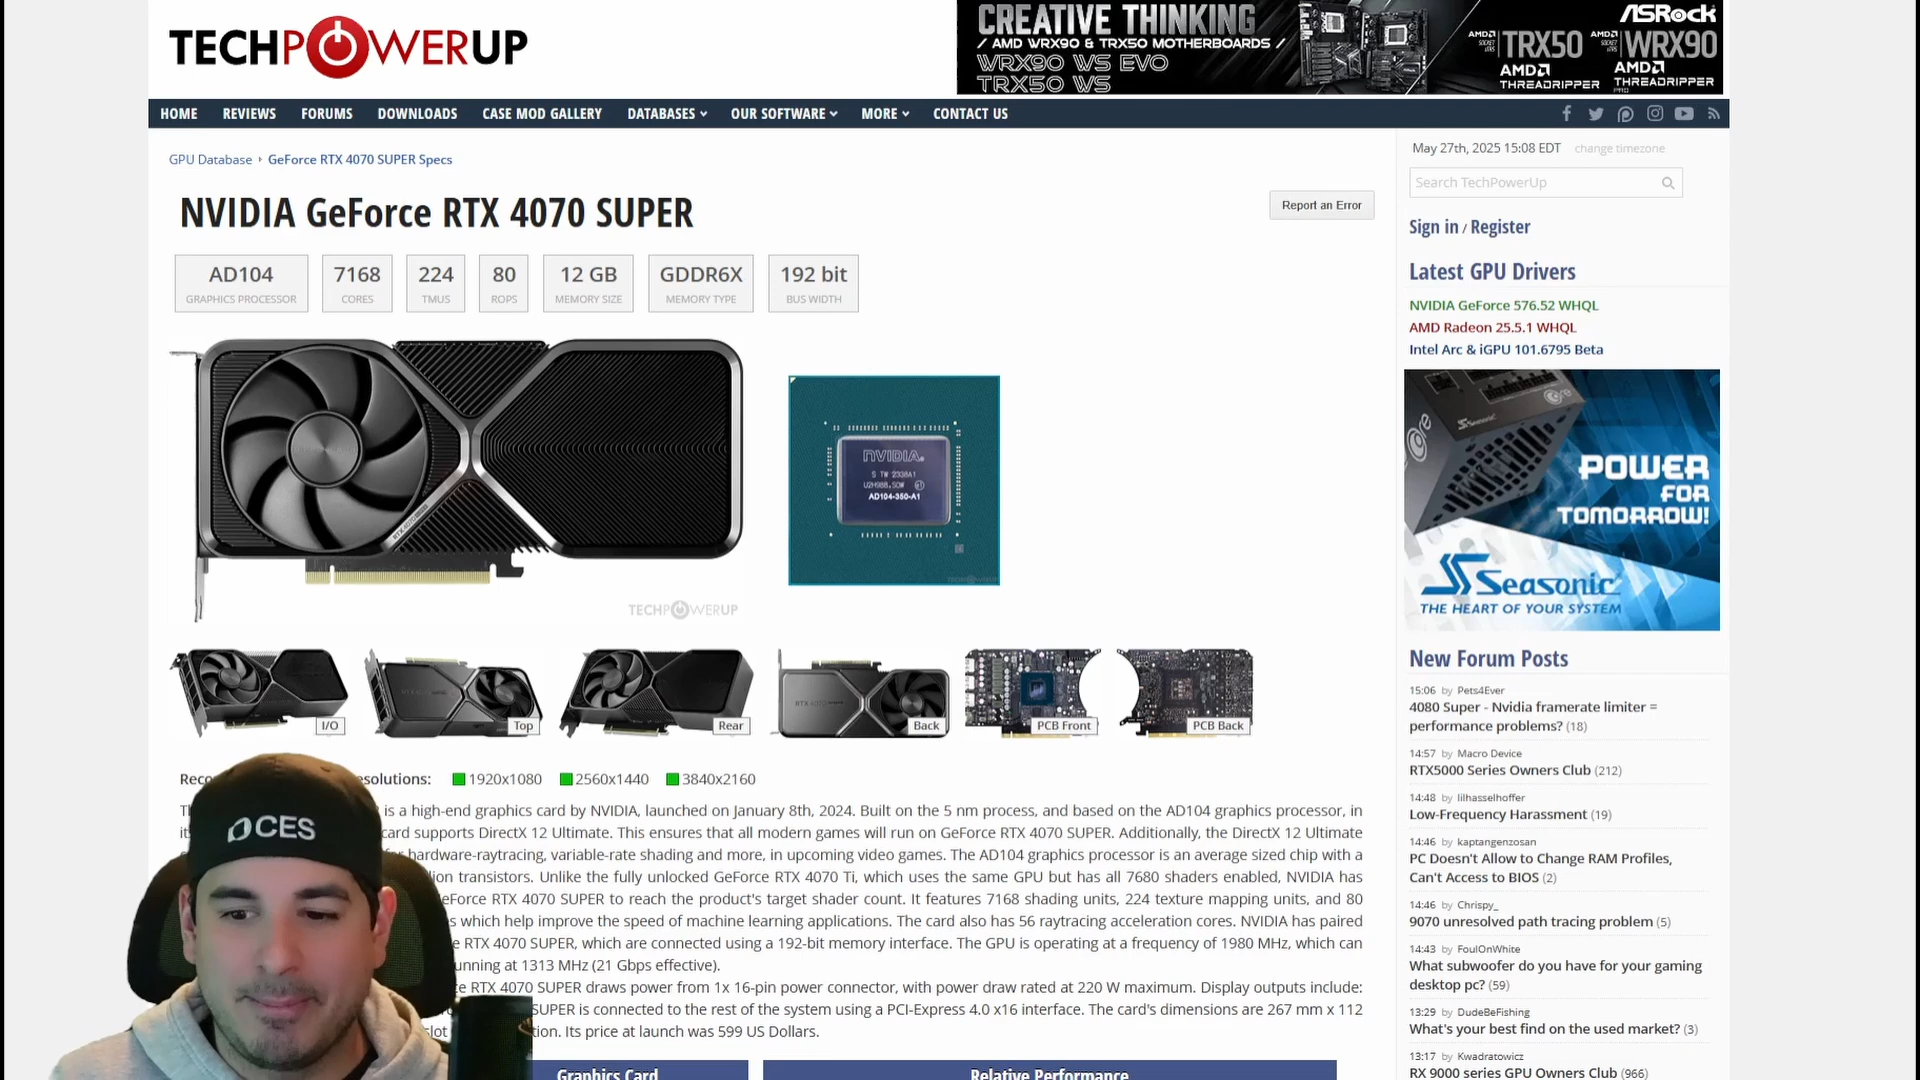 TECHPOWERUP
CREATIVE THINKING
/ AMD WRX90 & TRX50 MOTHERBOARDS /
WRX90 WS EVO
TRX50 WS
ASRock
AMD SOCKET sTR5 TRX50 AMD SOCKET sTR5 WRX90
AMD THREADRIPPER AMD THREADRIPPER PRO
HOME REVIEWS FORUMS DOWNLOADS CASE MOD GALLERY DATABASES OUR SOFTWARE MORE CONTACT US
GPU Database › GeForce RTX 4070 SUPER Specs
NVIDIA GeForce RTX 4070 SUPER
Report an Error
AD104 7168 224 80 12 GB GDDR6X 192 bit
GRAPHICS PROCESSOR CORES TMUS ROPS MEMORY SIZE MEMORY TYPE BUS WIDTH
NVIDIA.
S TW 2338A1
AD104-350-A1
TECHPOWERUP
TECHPOWERUP
I/O Top Rear Back PCB Front PCB Back
Reco esolutions: 1920x1080 2560x1440 3840x2160
is a high-end graphics card by NVIDIA, launched on January 8th, 2024. Built on the 5 nm process, and based on the AD104 graphics processor, in
card supports DirectX 12 Ultimate. This ensures that all modern games will run on GeForce RTX 4070 SUPER. Additionally, the DirectX 12 Ultimate
hardware-raytracing, variable-rate shading and more, in upcoming video games. The AD104 graphics processor is an average sized chip with a
lion transistors. Unlike the fully unlocked GeForce RTX 4070 Ti, which uses the same GPU but has all 7680 shaders enabled, NVIDIA has
eForce RTX 4070 SUPER to reach the product's target shader count. It features 7168 shading units, 224 texture mapping units, and 80
s which help improve the speed of machine learning applications. The card also has 56 raytracing acceleration cores. NVIDIA has paired
e RTX 4070 SUPER, which are connected using a 192-bit memory interface. The GPU is operating at a frequency of 1980 MHz, which can
unning at 1313 MHz (21 Gbps effective).
ce RTX 4070 SUPER draws power from 1x 16-pin power connector, with power draw rated at 220 W maximum. Display outputs include:
SUPER is connected to the rest of the system using a PCI-Express 4.0 x16 interface. The card's dimensions are 267 mm x 112
slot tion. Its price at launch was 599 US Dollars.
Graphics Card Relative Performance
CES
May 27th, 2025 15:08 EDT change timezone
Search TechPowerUp
Sign in / Register
Latest GPU Drivers
NVIDIA GeForce 576.52 WHQL
AMD Radeon 25.5.1 WHQL
Intel Arc & iGPU 101.6795 Beta
Seasonic
core
POWER
FOR
TOMORROW!
Seasonic
THE HEART OF YOUR SYSTEM
New Forum Posts
15:06 by Pets4Ever
4080 Super - Nvidia framerate limiter =
performance problems? (18)
14:57 by Macro Device
RTX5000 Series Owners Club (212)
14:48 by lilhasselhoffer
Low-Frequency Harassment (19)
14:46 by kaptangenzosan
PC Doesn't Allow to Change RAM Profiles,
Can't Access to BIOS (2)
14:46 by Chrispy_
9070 unresolved path tracing problem (5)
14:43 by FoulOnWhite
What subwoofer do you have for your gaming
desktop pc? (59)
13:29 by DudeBeFishing
What's your best find on the used market? (3)
13:17 by Kwadratowicz
RX 9000 series GPU Owners Club (966)